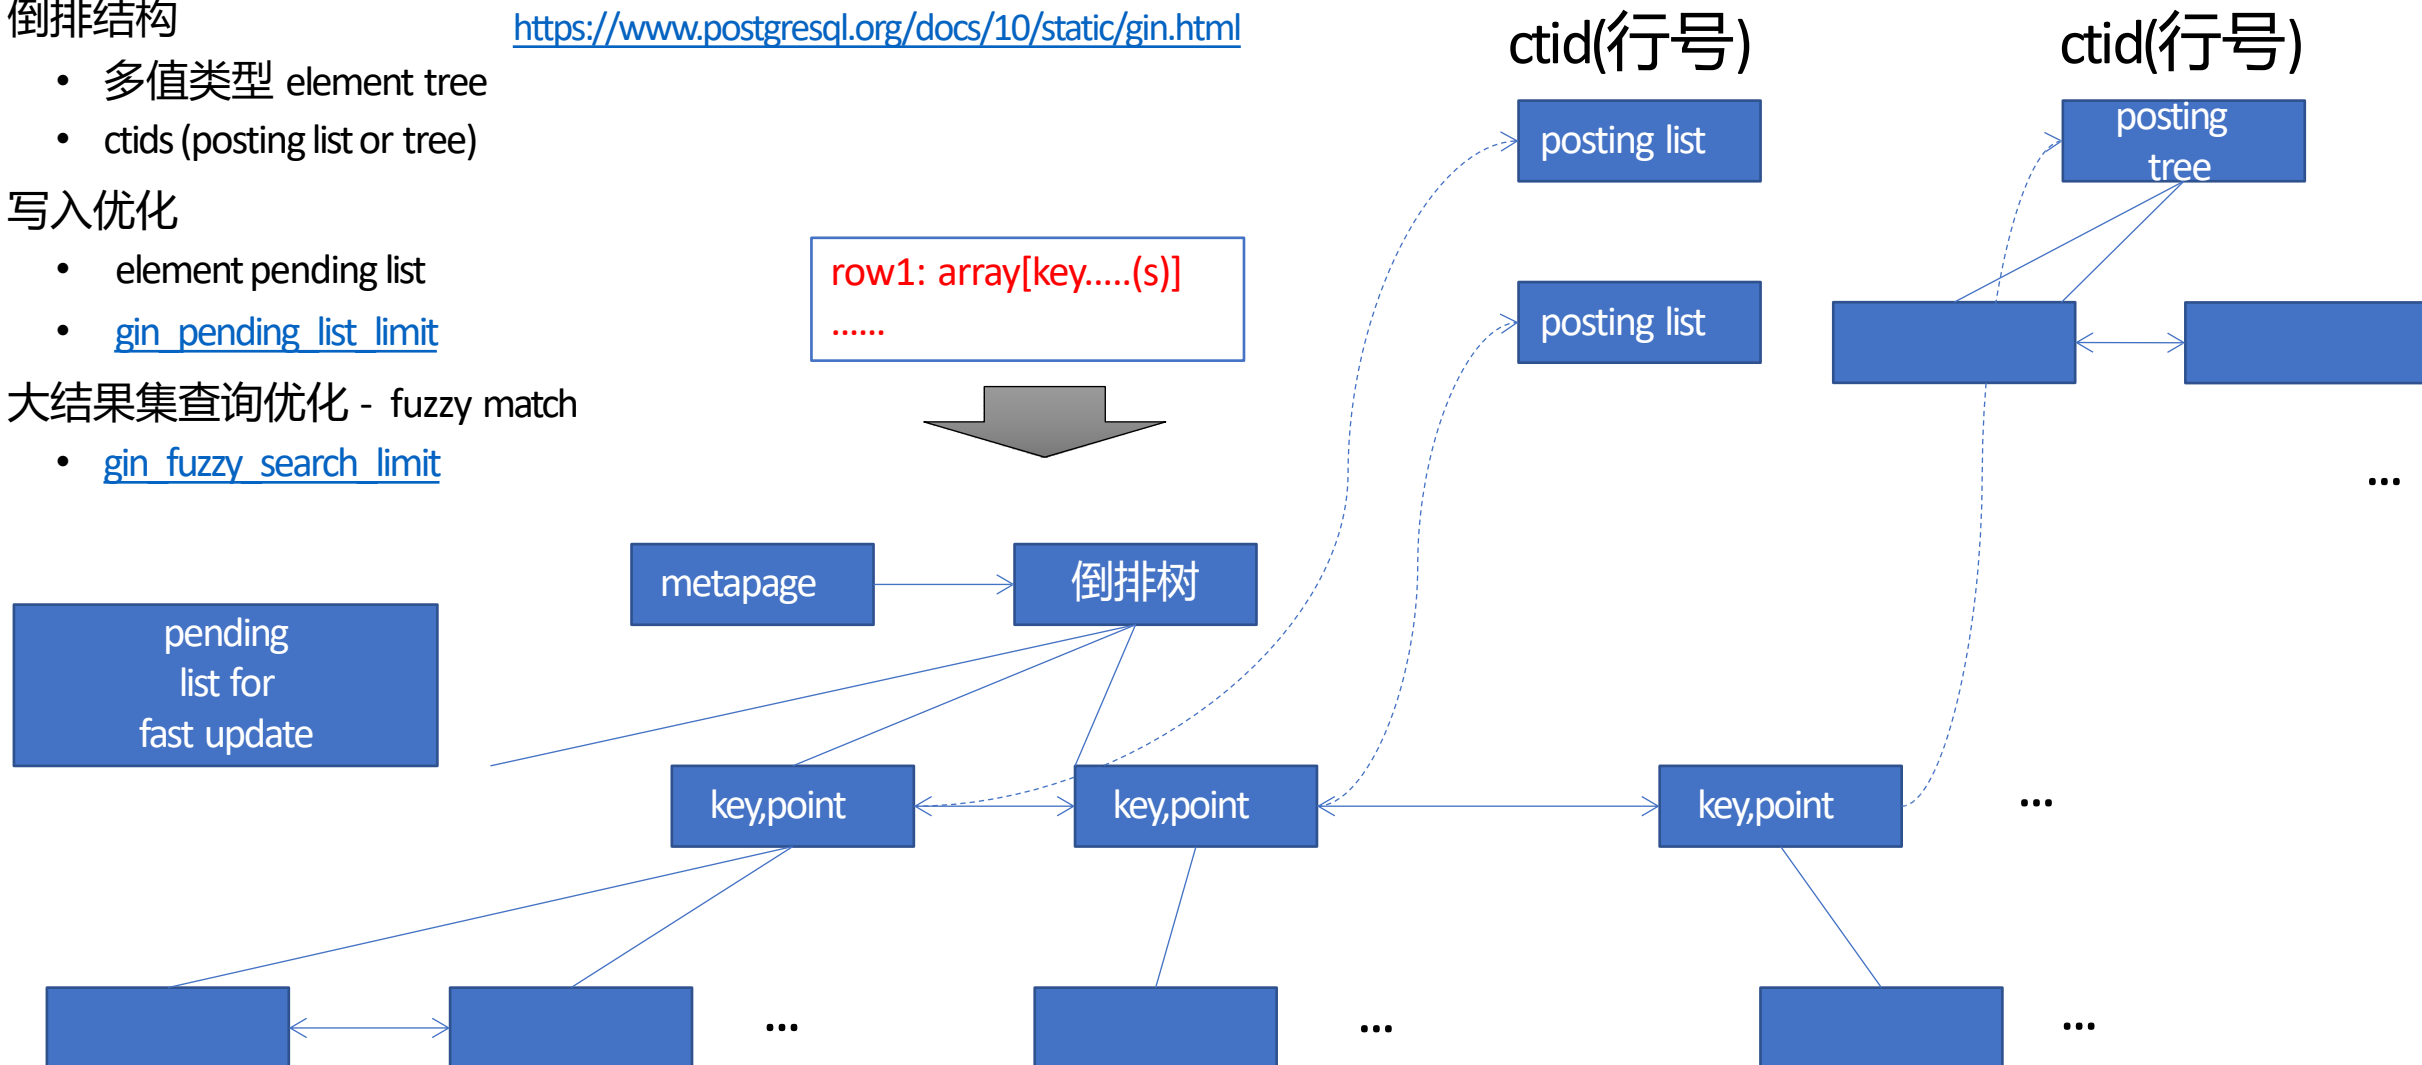 倒排结构
https://www.postgresql.org/docs/10/static/gin.html
• 多值类型 element tree
• ctids (posting list or tree)
写入优化
• element pending list
• gin_pending_list_limit
大结果集查询优化 - fuzzy match
• gin_fuzzy_search_limit
ctid(行号)
ctid(行号)
posting list
posting
tree
posting list
row1: array[key.....(s)]
......
...
metapage
倒排树
pending
list for
fast update
key,point
key,point
key,point
...
...
...
...